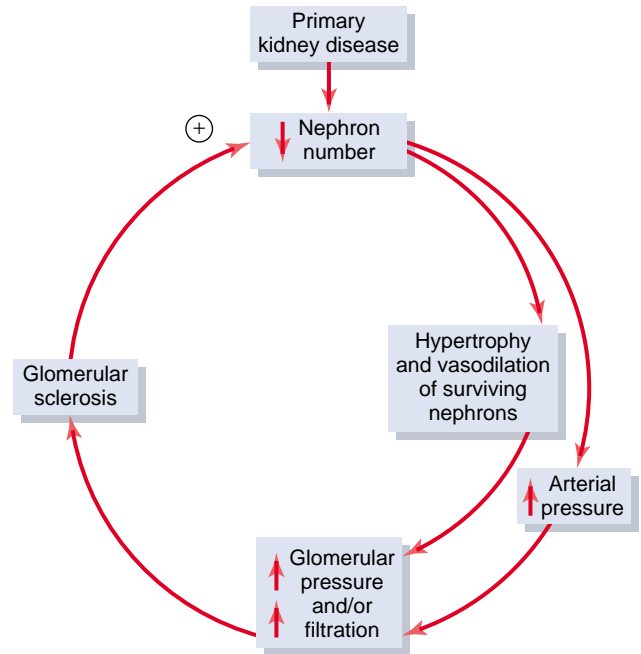 Primary
kidney disease
+
Nephron
number
Hypertrophy
and vasodilation
of surviving
nephrons
Glomerular
sclerosis
Arterial
pressure
Glomerular
pressure
and/or
filtration